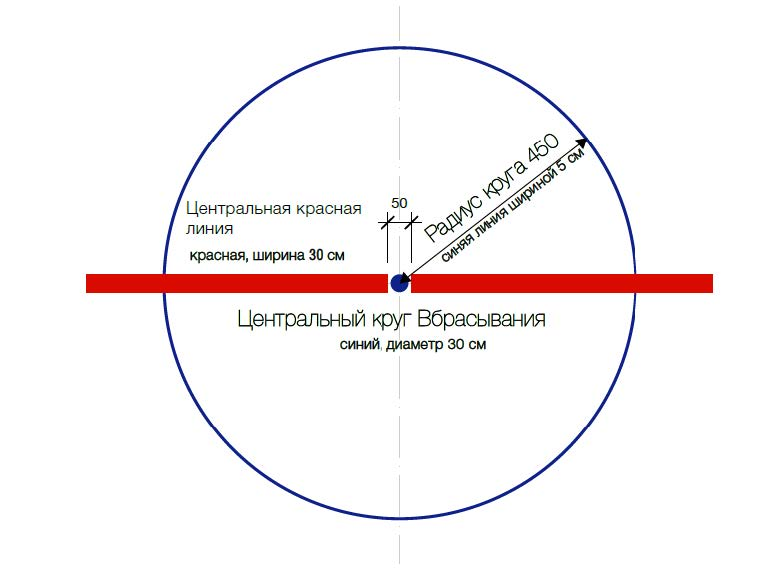 Радиус круга 450
синяя линия шириной 5 см
50
Центральная красная
линия
красная, ширина 30 см
Центральный круг Вбрасывания
синий, диаметр 30 см